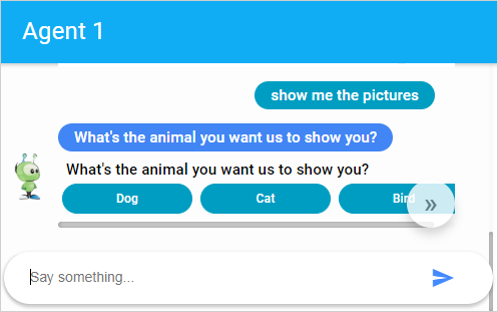 Agent 1
show me the pictures
What's the animal you want us to show you?
What's the animal you want us to show you?
Dog
Cat
Bird
»
Say something...